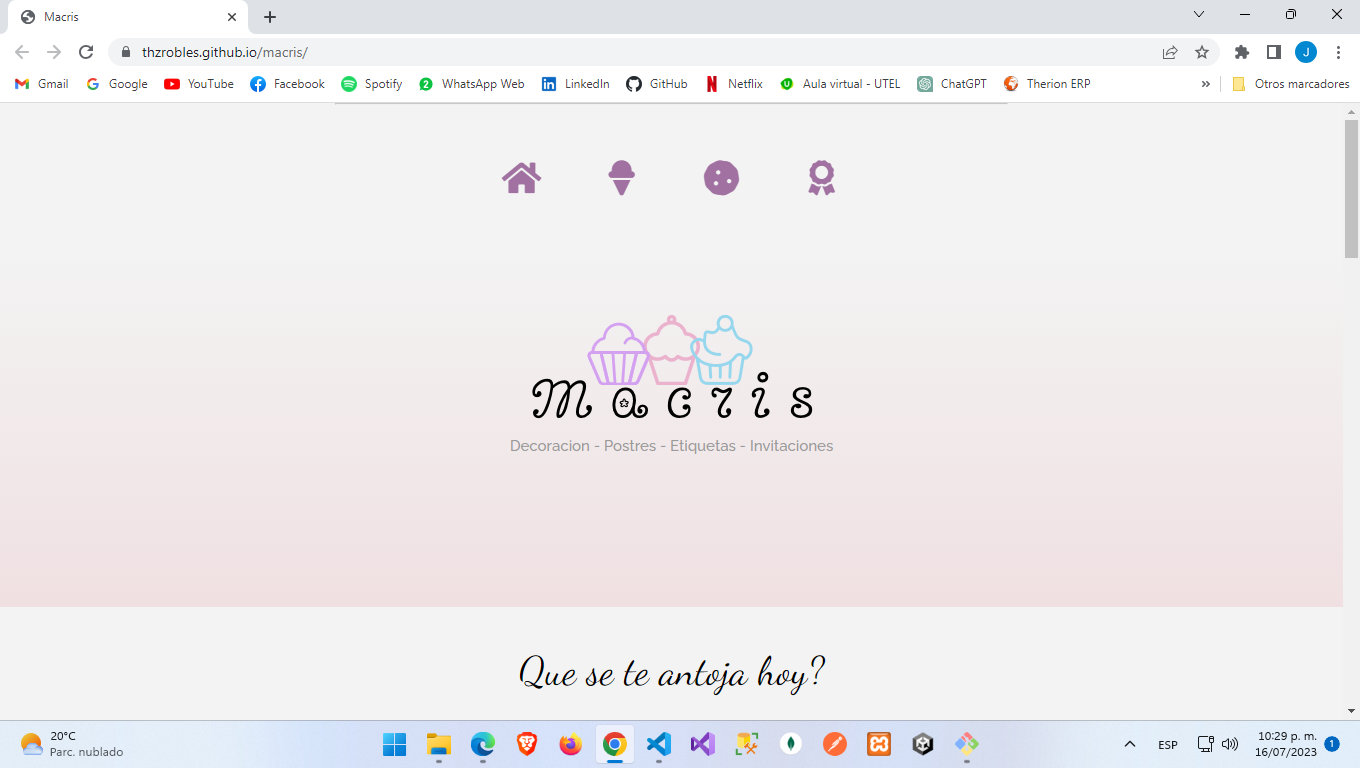 Macris
thzrobles.github.io/macris/
J
Gmail Google YouTube Facebook Spotify 2 WhatsApp Web LinkedIn GitHub Netflix Aula virtual - UTEL ChatGPT Therion ERP » Otros marcadores
Macris
Decoracion - Postres - Etiquetas - Invitaciones
Que se te antoja hoy?
20°C
Parc. nublado
ESP
10:29 p. m.
16/07/2023
1